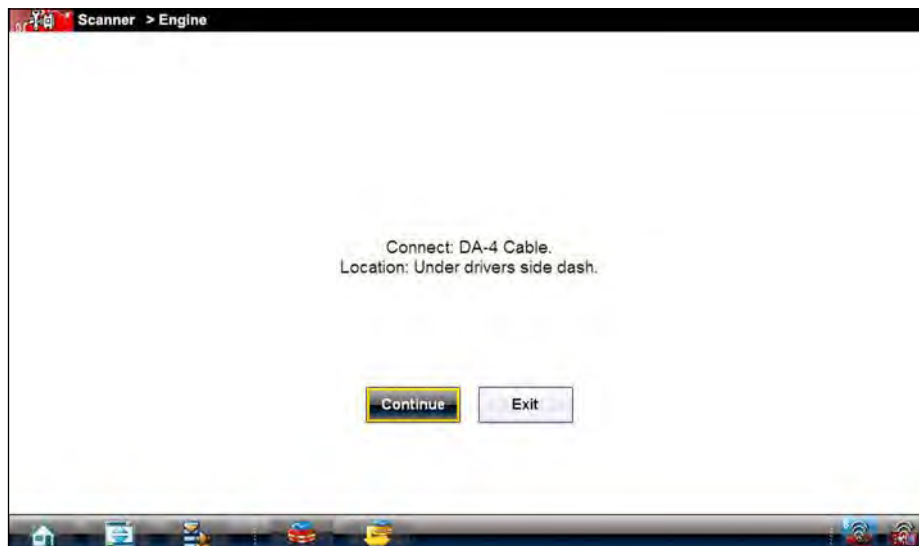 Scanner > Engine
Connect: DA-4 Cable.
Location: Under drivers side dash.
Continue
Exit